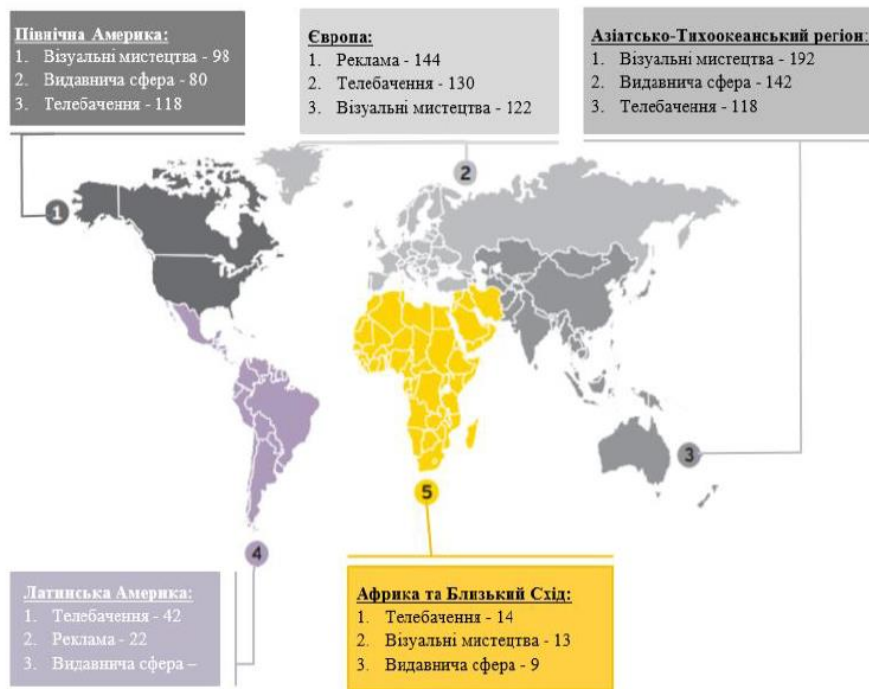 Північна Америка:
1. Візуальні мистецтва - 98
2. Видавнича сфера - 80
3. Телебачення - 118
Європа:
1. Реклама - 144
2. Телебачення - 130
3. Візуальні мистецтва - 122
Азіатсько-Тихоокеанський регіон:
1. Візуальні мистецтва - 192
2. Видавнича сфера - 142
3. Телебачення - 118
1
2
3
4
5
Латинська Америка:
1. Телебачення - 42
2. Реклама - 22
3. Видавнича сфера –
Африка та Близький Схід:
1. Телебачення - 14
2. Візуальні мистецтва - 13
3. Видавнича сфера - 9